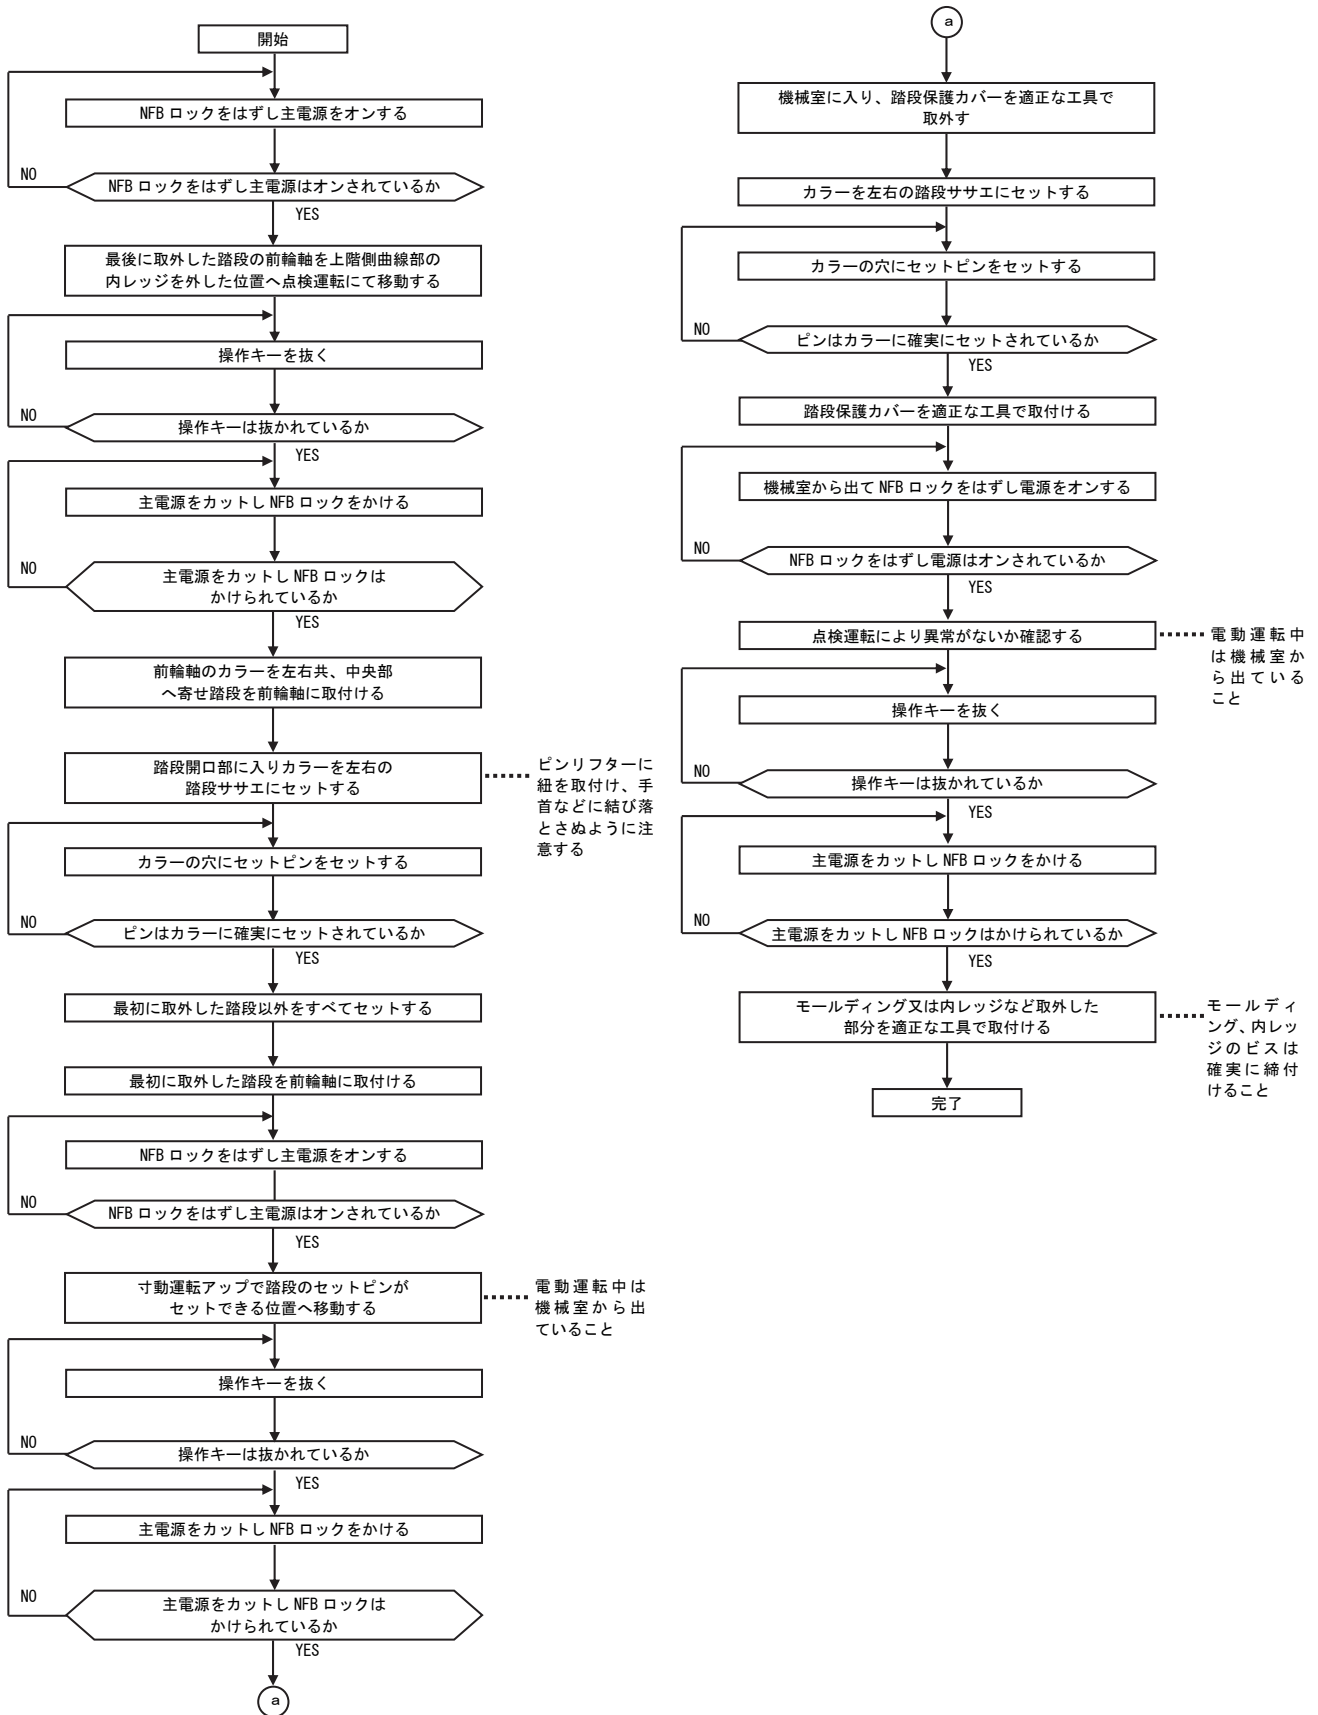 開始
NFB ロックをはずし主電源をオンする
NO
NFB ロックをはずし主電源はオンされているか
YES
最後に取外した踏段の前輪軸を上階側曲線部の
内レッジを外した位置へ点検運転にて移動する
操作キーを抜く
NO
操作キーは抜かれているか
YES
主電源をカットし NFB ロックをかける
NO
主電源をカットし NFB ロックは
かけられているか
YES
前輪軸のカラーを左右共、中央部
へ寄せ踏段を前輪軸に取付ける
踏段開口部に入りカラーを左右の
踏段ササエにセットする
ピンリフターに
紐を取付け、手
首などに結び落
とさぬように注
意する
カラーの穴にセットピンをセットする
NO
ピンはカラーに確実にセットされているか
YES
最初に取外した踏段以外をすべてセットする
最初に取外した踏段を前輪軸に取付ける
NFB ロックをはずし主電源をオンする
NO
NFB ロックをはずし主電源はオンされているか
YES
寸動運転アップで踏段のセットピンが
セットできる位置へ移動する
電動運転中は
機械室から出
ていること
操作キーを抜く
NO
操作キーは抜かれているか
YES
主電源をカットし NFB ロックをかける
NO
主電源をカットし NFB ロックは
かけられているか
YES
a
a
機械室に入り、踏段保護カバーを適正な工具で
取外す
カラーを左右の踏段ササエにセットする
カラーの穴にセットピンをセットする
NO
ピンはカラーに確実にセットされているか
YES
踏段保護カバーを適正な工具で取付ける
機械室から出て NFB ロックをはずし電源をオンする
NO
NFB ロックをはずし電源はオンされているか
YES
点検運転により異常がないか確認する
電動運転中
は機械室か
ら出ている
こと
操作キーを抜く
NO
操作キーは抜かれているか
YES
主電源をカットし NFB ロックをかける
NO
主電源をカットし NFB ロックはかけられているか
YES
モールディング又は内レッジなど取外した
部分を適正な工具で取付ける
モールディ
ング、内レッ
ジのビスは
確実に締付
けること
完了